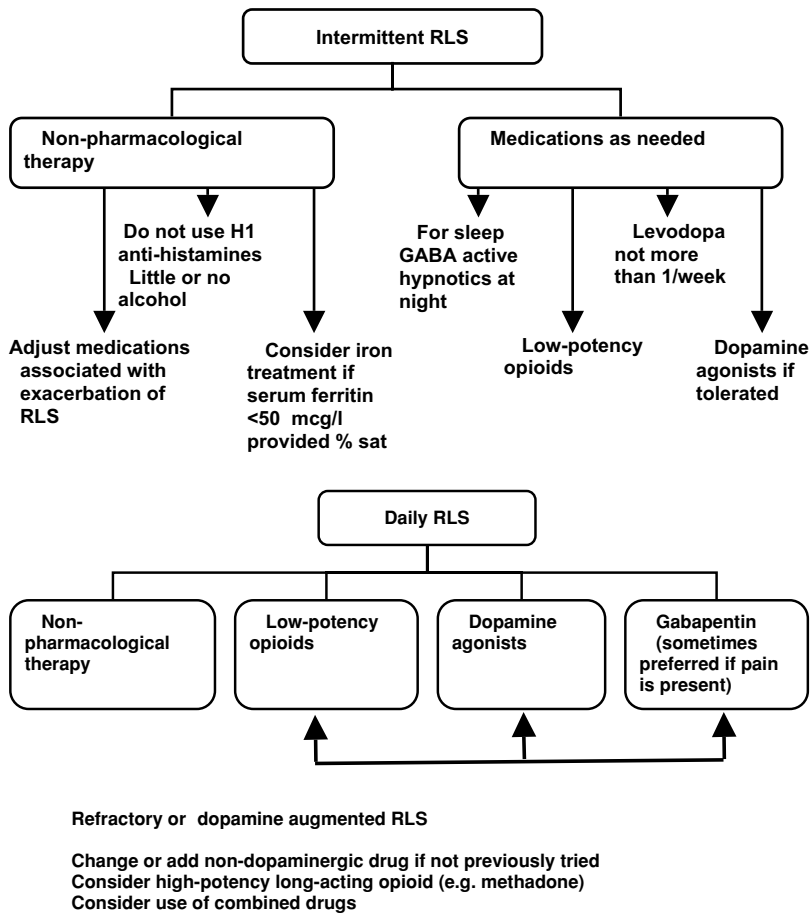 Intermittent RLS
Non-pharmacological
therapy
Medications as needed
Do not use H1
anti-histamines
Little or no
alcohol
For sleep
GABA active
hypnotics at
night
Levodopa
not more
than 1/week
Adjust medications
associated with
exacerbation of
RLS
Consider iron
treatment if
serum ferritin
<50 mcg/l
provided % sat
Low-potency
opioids
Dopamine
agonists if
tolerated
Daily RLS
Non-
pharmacological
therapy
Low-potency
opioids
Dopamine
agonists
Gabapentin
(sometimes
preferred if pain
is present)
Refractory or dopamine augmented RLS
Change or add non-dopaminergic drug if not previously tried
Consider high-potency long-acting opioid (e.g. methadone)
Consider use of combined drugs